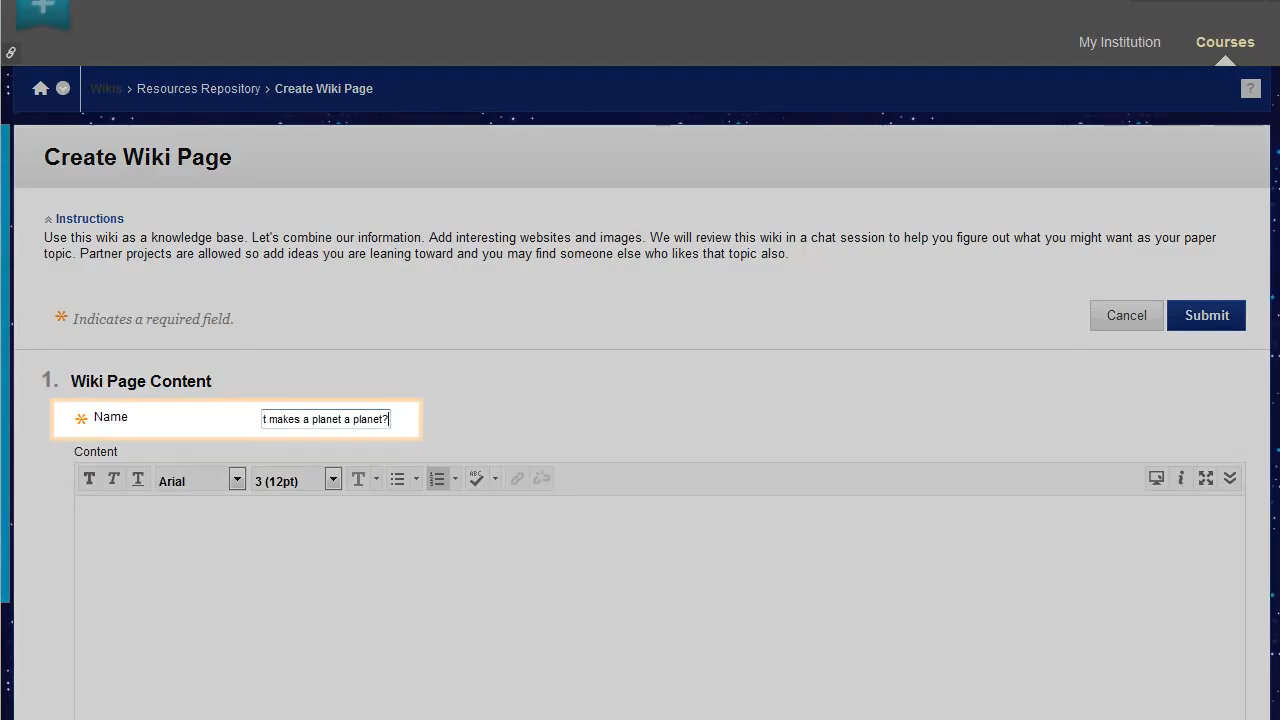 My Institution Courses
Wikis › Resources Repository › Create Wiki Page ?
Create Wiki Page
Instructions
Use this wiki as a knowledge base. Let's combine our information. Add interesting websites and images. We will review this wiki in a chat session to help you figure out what you might want as your paper
topic. Partner projects are allowed so add ideas you are leaning toward and you may find someone else who likes that topic also.
Indicates a required field.
Cancel Submit
1. Wiki Page Content
Name t makes a planet a planet?
Content
T T T Arial 3 (12pt) T ABC i